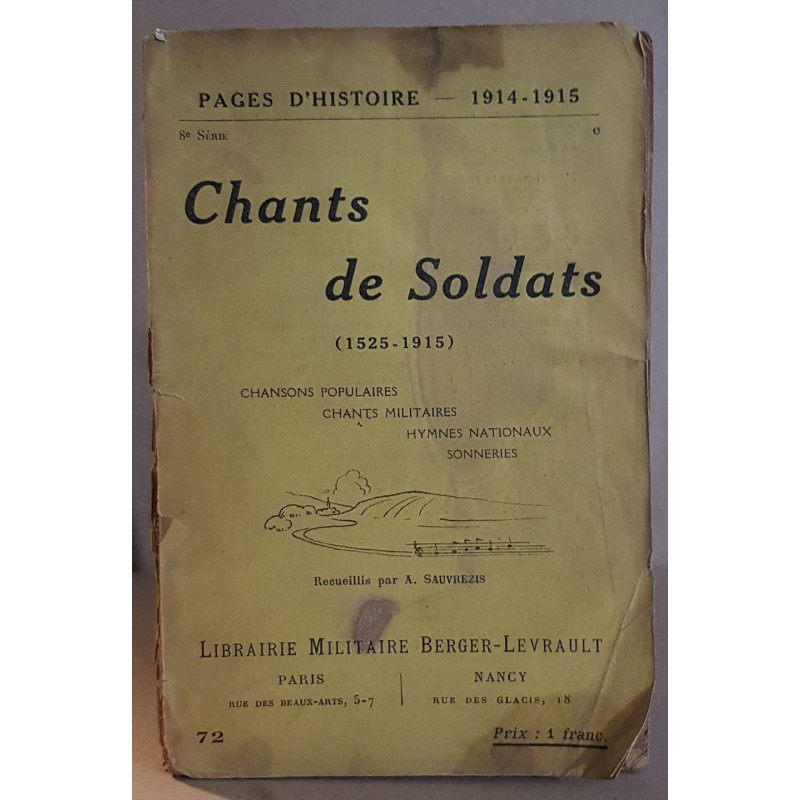 PAGES D'HISTOIRE — 1914-1915
8e SÉRIE
Chants
de Soldats
(1525-1915)
CHANSONS POPULAIRES
CHANTS MILITAIRES
HYMNES NATIONAUX
SONNERIES
Recueillis par A. SAUVREZIS
LIBRAIRIE MILITAIRE BERGER-LEVRAULT
PARIS
RUE DES BEAUX-ARTS, 5-7
NANCY
RUE DES GLACIS, 18
72
Prix : 1 franc.